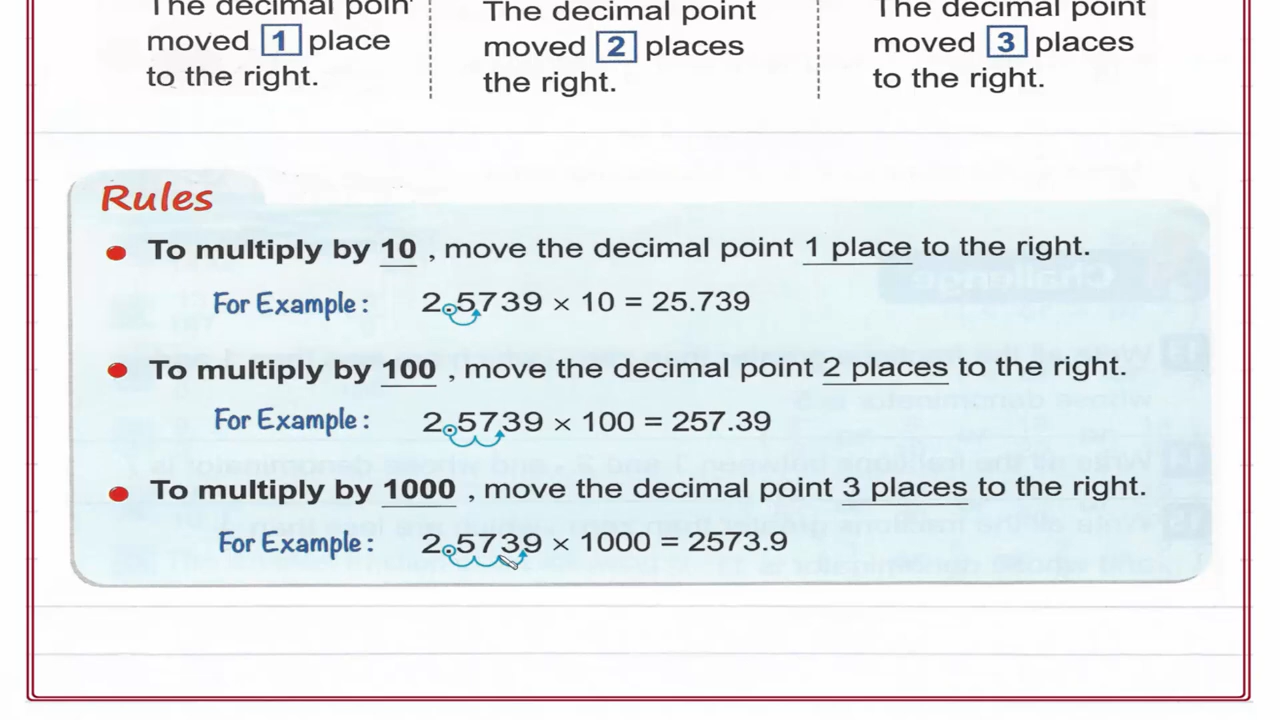 The decimal poin
moved 1 place
to the right.
The decimal point
moved 2 places
the right.
The decimal point
moved 3 places
to the right.
Rules
• To multiply by 10 , move the decimal point 1 place to the right.
For Example : 2.5739 × 10 = 25.739
• To multiply by 100 , move the decimal point 2 places to the right.
For Example : 2.5739 × 100 = 257.39
• To multiply by 1000 , move the decimal point 3 places to the right.
For Example : 2.5739 × 1000 = 2573.9